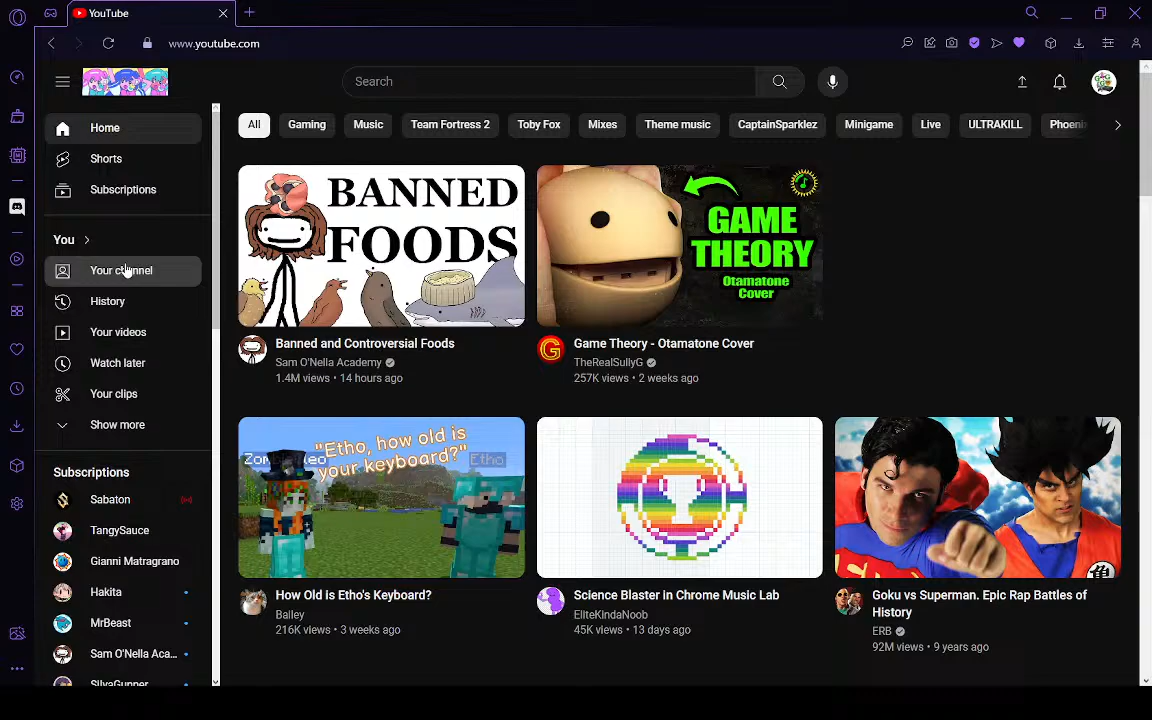 YouTube
www.youtube.com
Search
Home
Shorts
Subscriptions
You
Your channel
History
Your videos
Watch later
Your clips
Show more
Subscriptions
Sabaton
TangySauce
Gianni Matragrano
Hakita
MrBeast
Sam O'Nella Aca...
SilvaGunner
All
Gaming
Music
Team Fortress 2
Toby Fox
Mixes
Theme music
CaptainSparklez
Minigame
Live
ULTRAKILL
Phoeni
BANNED
FOODS
Banned and Controversial Foods
Sam O'Nella Academy
1.4M views • 14 hours ago
GAME
THEORY
Otamatone
Cover
Game Theory - Otamatone Cover
TheRealSullyG
257K views • 2 weeks ago
"Etho, how old is
your keyboard?"
Etho
How Old is Etho's Keyboard?
Bailey
216K views • 3 weeks ago
Science Blaster in Chrome Music Lab
EliteKindaNoob
45K views • 13 days ago
Goku vs Superman. Epic Rap Battles of
History
ERB
92M views • 9 years ago